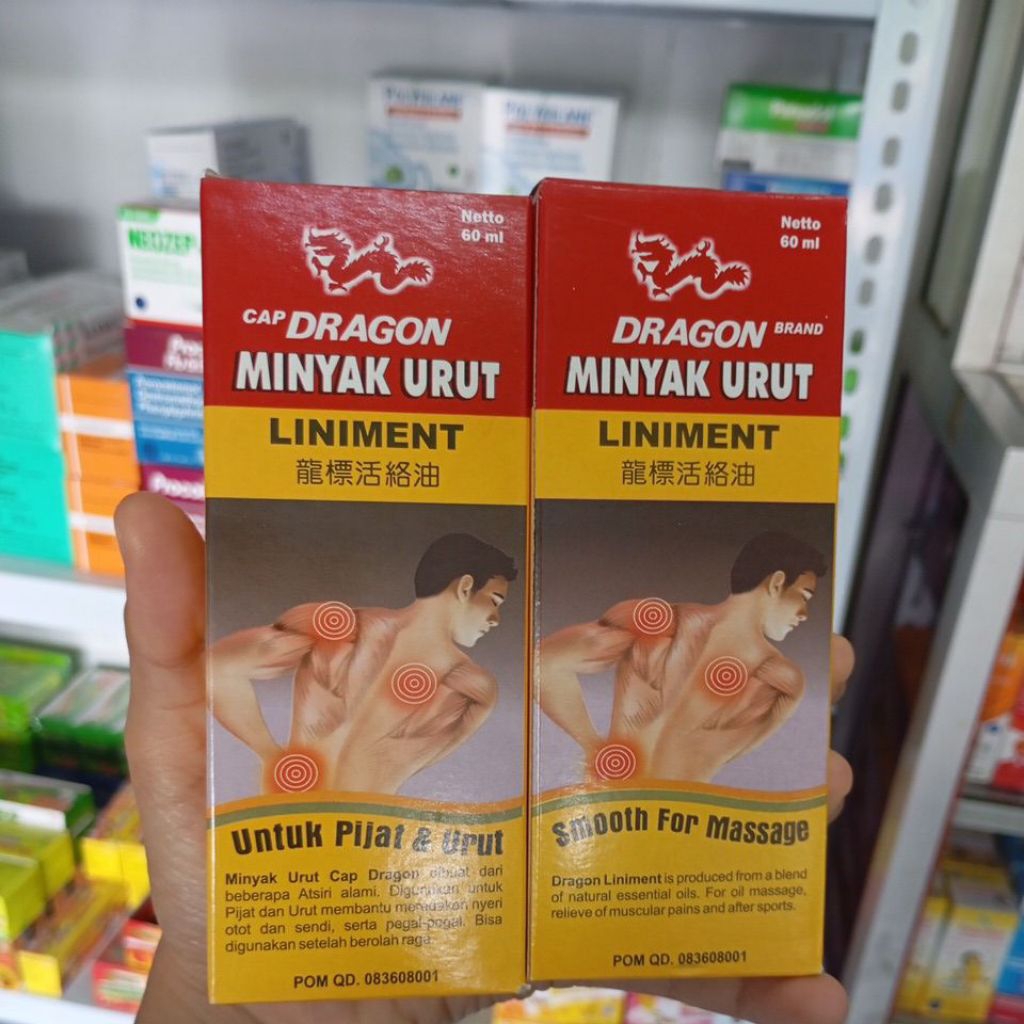 Netto
60 ml
CAP DRAGON
MINYAK URUT
LINIMENT
龍標活絡油
Untuk Pijat & Urut
Minyak Urut Cap Dragon dibuat dari
beberapa Atsiri alami. Digunakan untuk
Pijat dan Urut membantu meredakan nyeri
otot dan sendi, serta pegal-pegal. Bisa
digunakan setelah berolah raga.
POM QD. 083608001
Netto
60 ml
DRAGON BRAND
MINYAK URUT
LINIMENT
龍標活絡油
Smooth For Massage
Dragon Liniment is produced from a blend
of natural essential oils. For oil massage,
relieve of muscular pains and after sports.
POM QD. 083608001
NEOZEP